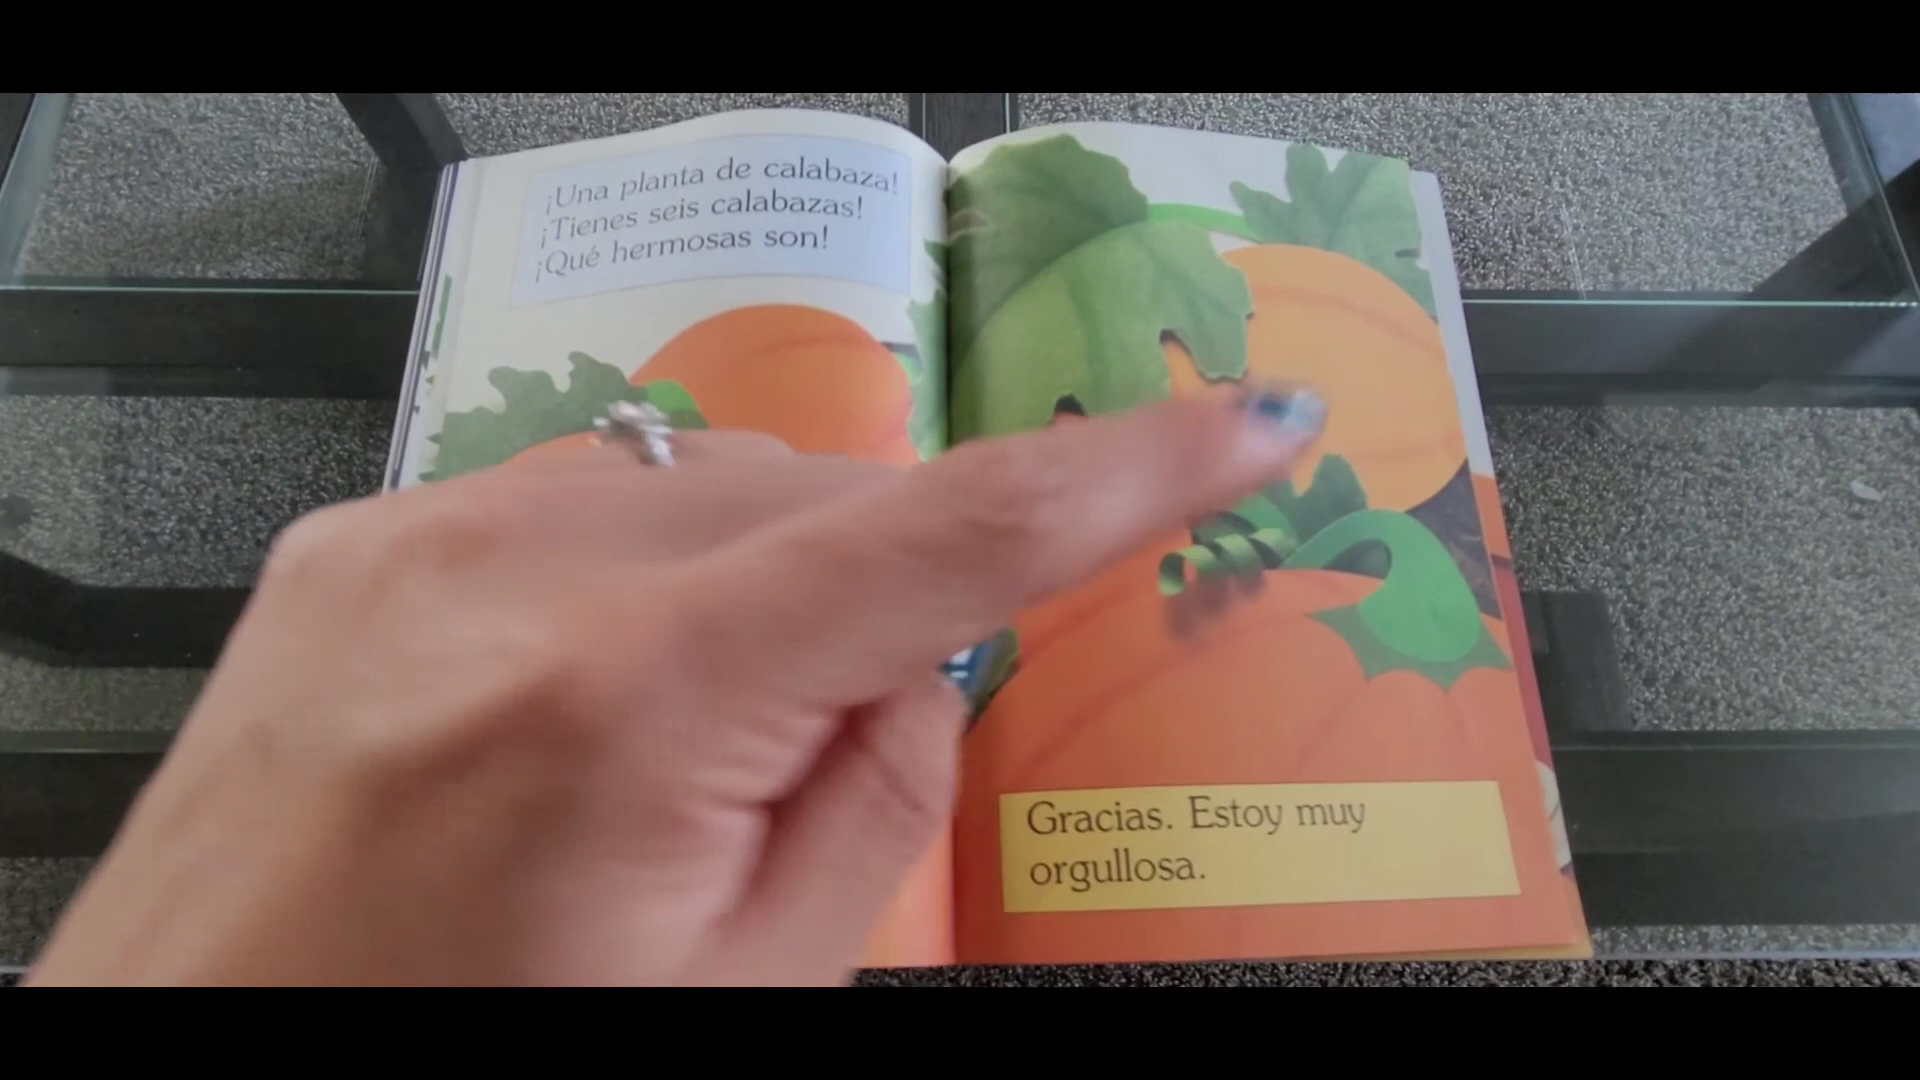 ¡Una planta de calabaza!
¡Tienes seis calabazas!
¡Qué hermosas son!
Gracias. Estoy muy
orgullosa.